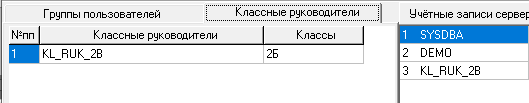 Группы пользователей
Классные руководители
Учётные записи сервер
№пп Классные руководители Классы
1 KL_RUK_2B 2Б
1 SYSDBA
2 DEMO
3 KL_RUK_2B